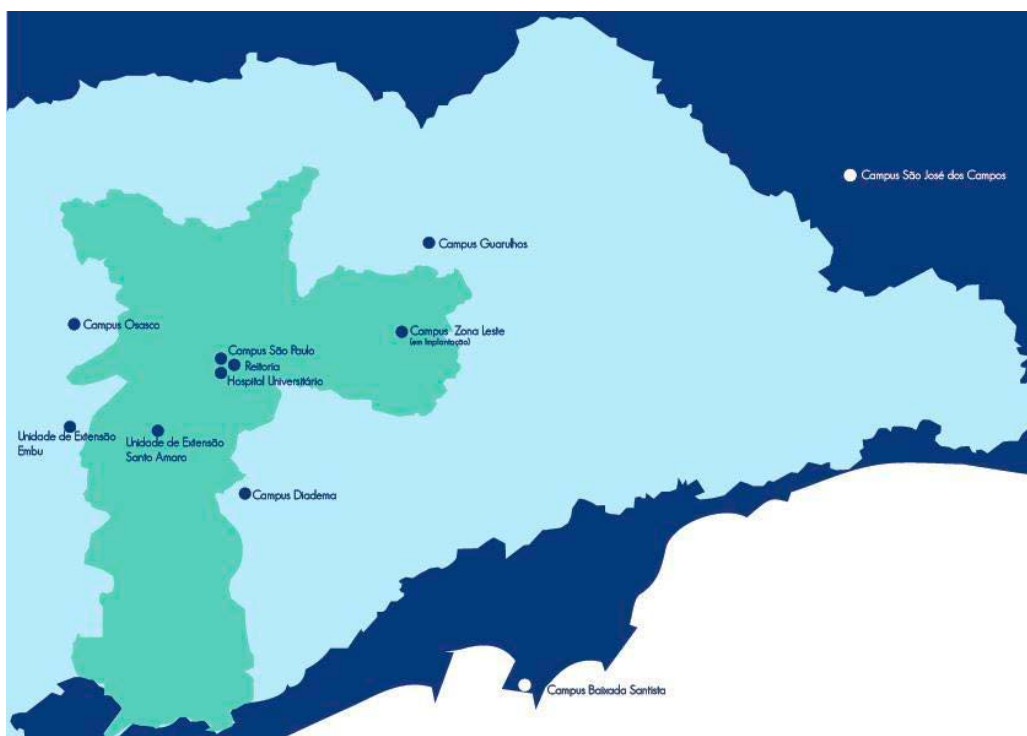 Campus São José dos Campos
Campus Guarulhos
Campus Osasco
Campus Zona Leste
(em Implantação)
Campus São Paulo
Reitoria
Hospital Universitário
Unidade de Extensão
Embu
Unidade de Extensão
Santo Amaro
Campus Diadema
Campus Baixada Santista